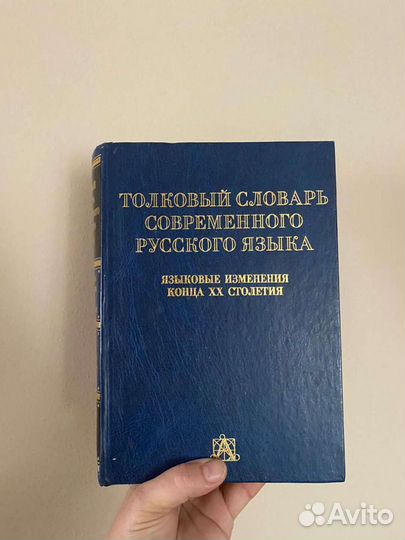 ТОЛКОВЫЙ СЛОВАРЬ
СОВРЕМЕННОГО
РУССКОГО ЯЗЫКА
ЯЗЫКОВЫЕ ИЗМЕНЕНИЯ
КОНЦА XX СТОЛЕТИЯ
Avito